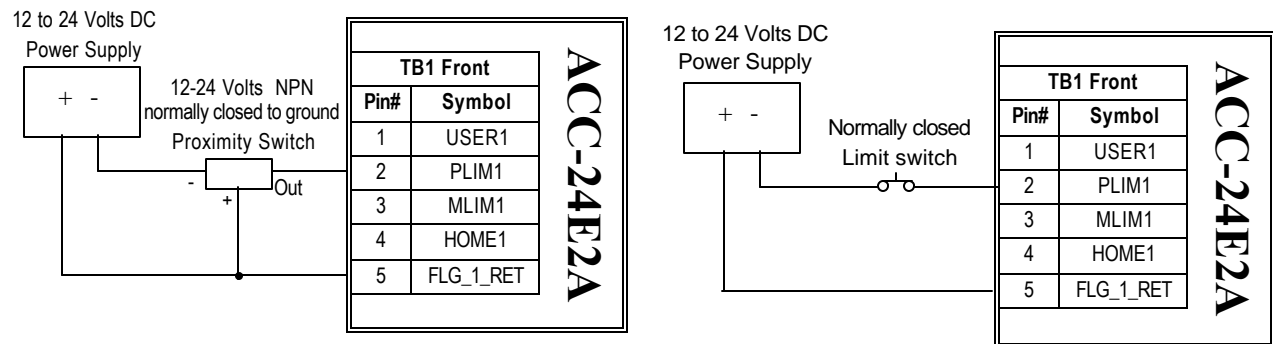 12 to 24 Volts DC
Power Supply
+ -
12-24 Volts NPN
normally closed to ground
Proximity Switch
-
+
Out
TB1 Front
Pin# Symbol
1 USER1
2 PLIM1
3 MLIM1
4 HOME1
5 FLG_1_RET
ACC-24E2A
12 to 24 Volts DC
Power Supply
+ -
Normally closed
Limit switch
TB1 Front
Pin# Symbol
1 USER1
2 PLIM1
3 MLIM1
4 HOME1
5 FLG_1_RET
ACC-24E2A